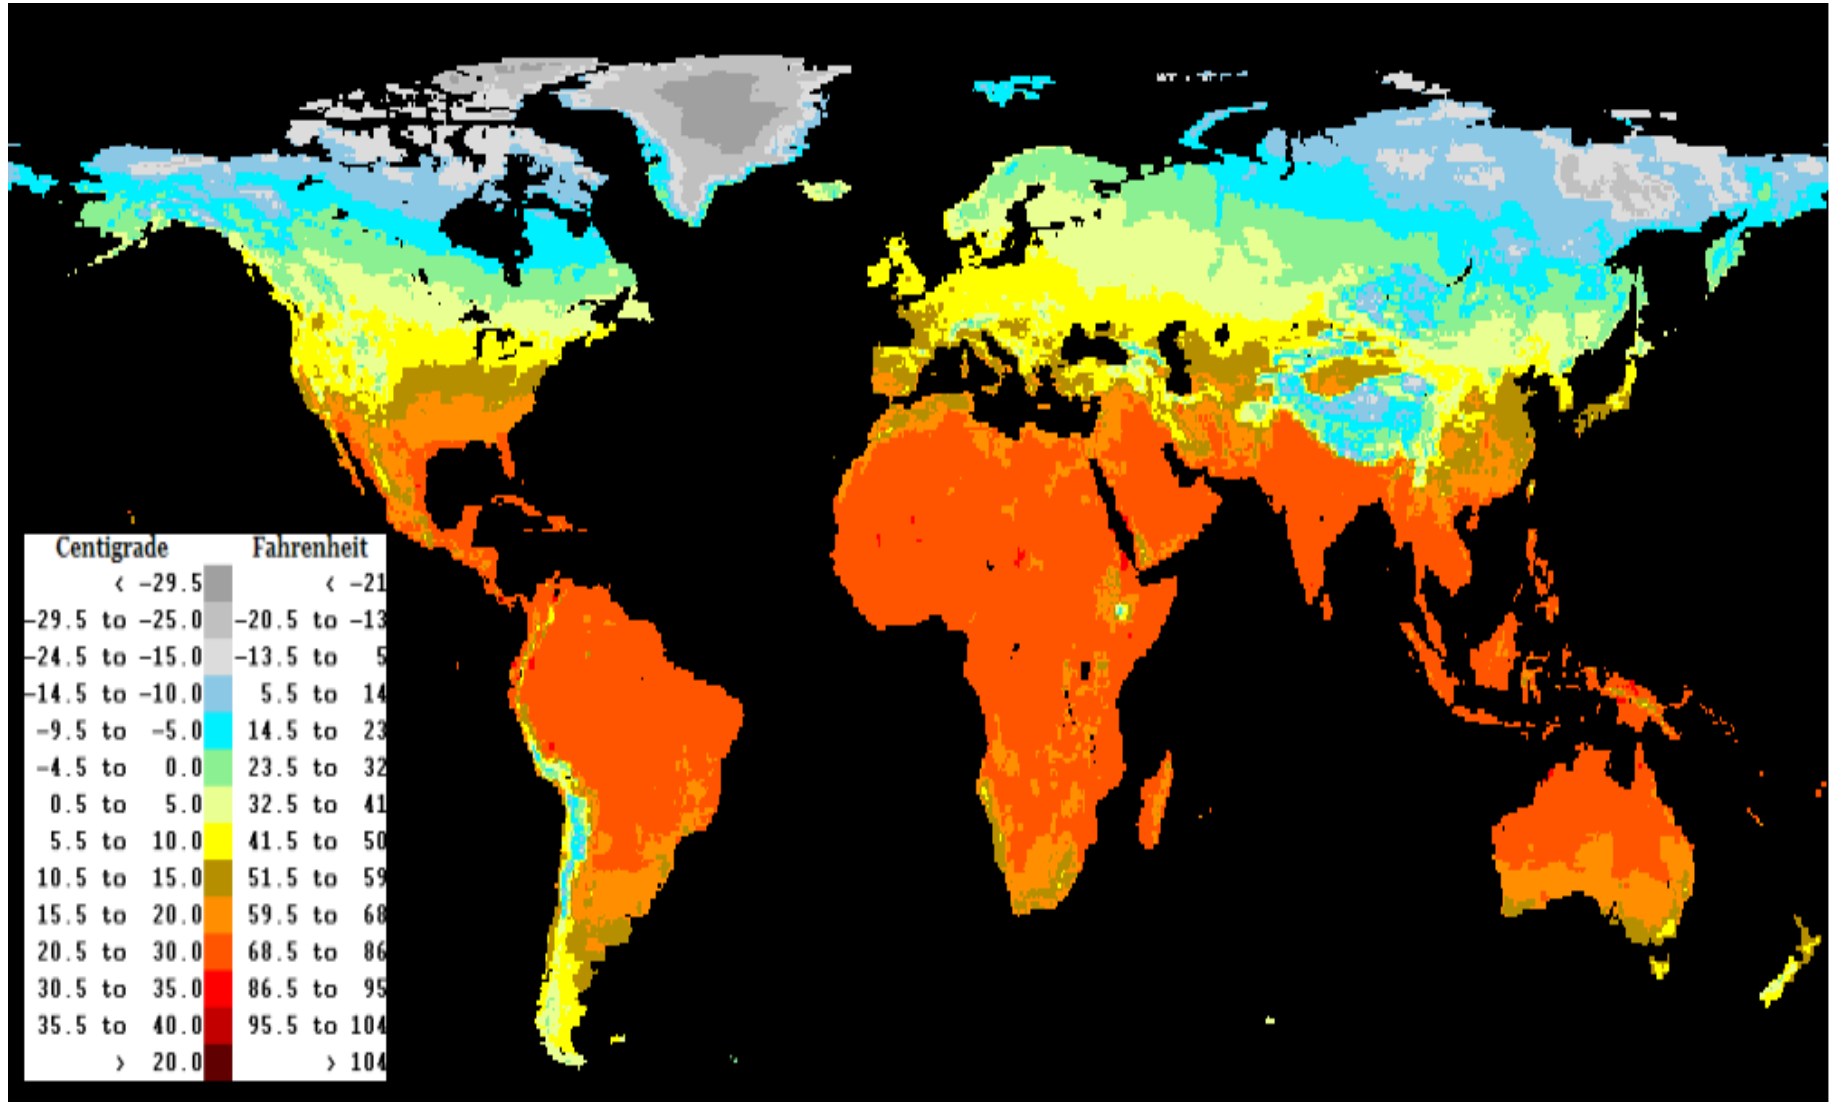 Centigrade Fahrenheit
< -29.5 < -21
-29.5 to -25.0 -20.5 to -13
-24.5 to -15.0 -13.5 to 5
-14.5 to -10.0 5.5 to 14
-9.5 to -5.0 14.5 to 23
-4.5 to 0.0 23.5 to 32
0.5 to 5.0 32.5 to 41
5.5 to 10.0 41.5 to 50
10.5 to 15.0 51.5 to 59
15.5 to 20.0 59.5 to 68
20.5 to 30.0 68.5 to 86
30.5 to 35.0 86.5 to 95
35.5 to 40.0 95.5 to 104
> 20.0 > 104